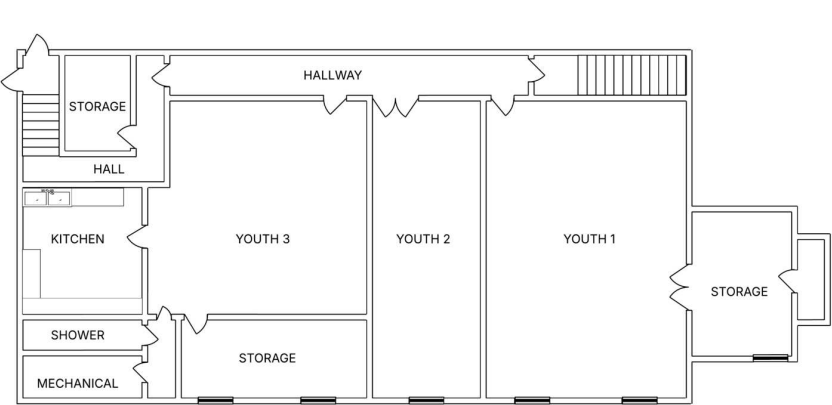 HALLWAY
STORAGE
HALL
KITCHEN
YOUTH 3
YOUTH 2
YOUTH 1
STORAGE
SHOWER
STORAGE
MECHANICAL